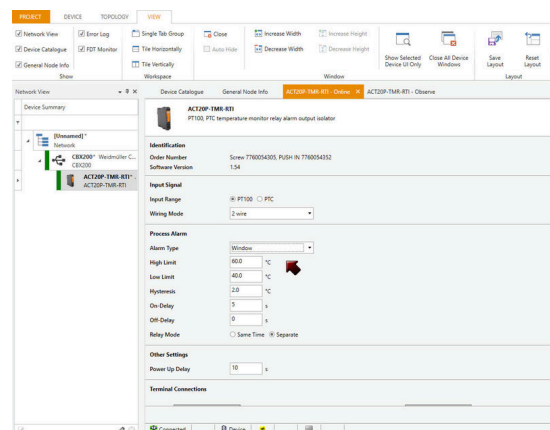 PROJECT DEVICE TOPOLOGY VIEW
Network View Error Log Single Tab Group Close Increase Width Increase Height
Device Catalogue FDT Monitor Tile Horizontally Auto Hide Decrease Width Decrease Height
General Node Info Tile Vertically Show Selected Device UI Only Close All Device Windows Save Layout Reset Layout
Show Workspace Window Layout
Network View Device Catalogue General Node Info ACT20P-TMR-RTI - Online ACT20P-TMR-RTI - Observe
Device Summary
ACT20P-TMR-RTI
PT100, PTC temperature monitor relay alarm output isolator
[Unnamed]*
Network
CBX200* Weidmüller C...
CBX200
ACT20P-TMR-RTI*
ACT20P-TMR-RTI
Identification
Order Number Screw 7760054305, PUSH IN 7760054352
Software Version 1.54
Input Signal
Input Range PT100 PTC
Wiring Mode 2 wire
Process Alarm
Alarm Type Window
High Limit 60.0 °C
Low Limit 40.0 °C
Hysteresis 2.0 °C
On-Delay 5 s
Off-Delay 0 s
Relay Mode Same Time Separate
Other Settings
Power Up Delay 10 s
Terminal Connections
Connected Device